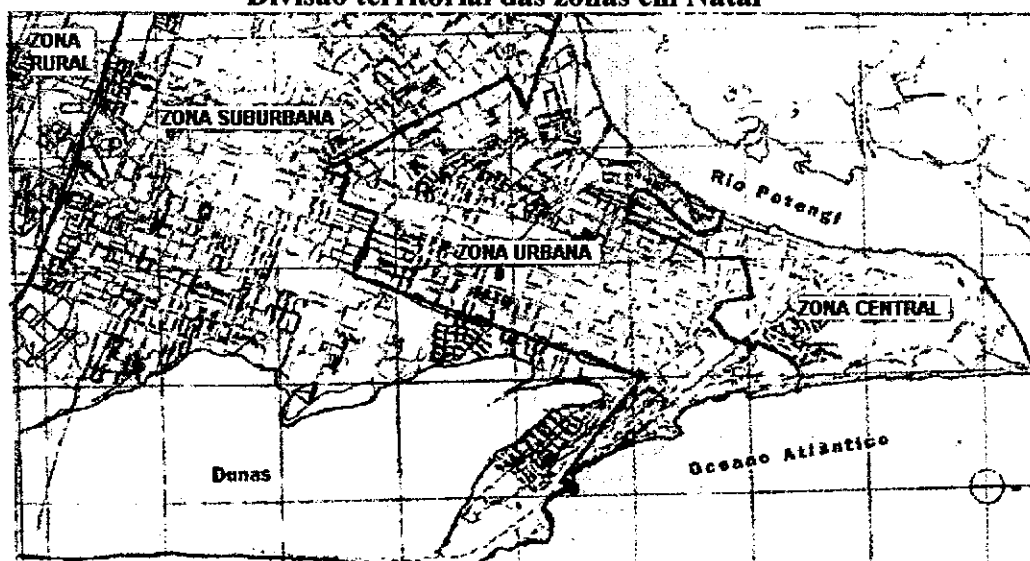 Divisão territorial das zonas em Natal
ZONA
RURAL
ZONA SUBURBANA
Rio Potengi
ZONA URBANA
ZONA CENTRAL
Oceano Atlântico
Dunas